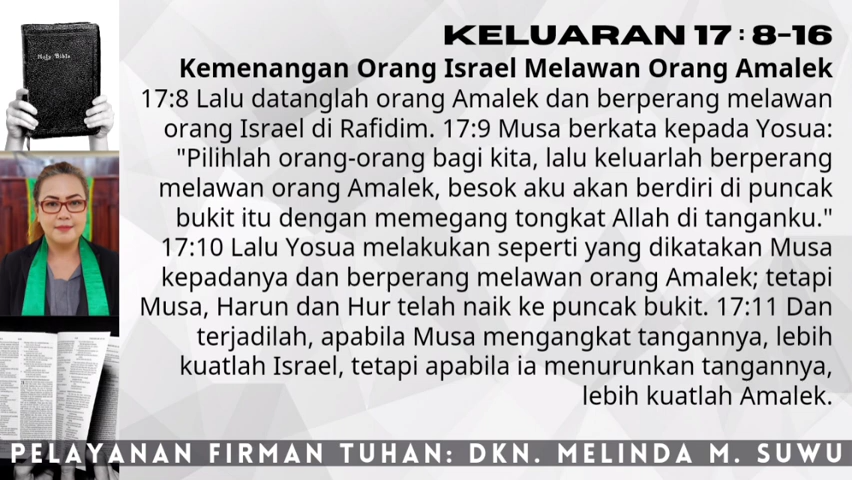 Holy Bible
KELUARAN 17 : 8-16
Kemenangan Orang Israel Melawan Orang Amalek
17:8 Lalu datanglah orang Amalek dan berperang melawan
orang Israel di Rafidim. 17:9 Musa berkata kepada Yosua:
"Pilihlah orang-orang bagi kita, lalu keluarlah berperang
melawan orang Amalek, besok aku akan berdiri di puncak
bukit itu dengan memegang tongkat Allah di tanganku."
17:10 Lalu Yosua melakukan seperti yang dikatakan Musa
kepadanya dan berperang melawan orang Amalek; tetapi
Musa, Harun dan Hur telah naik ke puncak bukit. 17:11 Dan
terjadilah, apabila Musa mengangkat tangannya, lebih
kuatlah Israel, tetapi apabila ia menurunkan tangannya,
lebih kuatlah Amalek.
PELAYANAN FIRMAN TUHAN: DKN. MELINDA M. SUWU